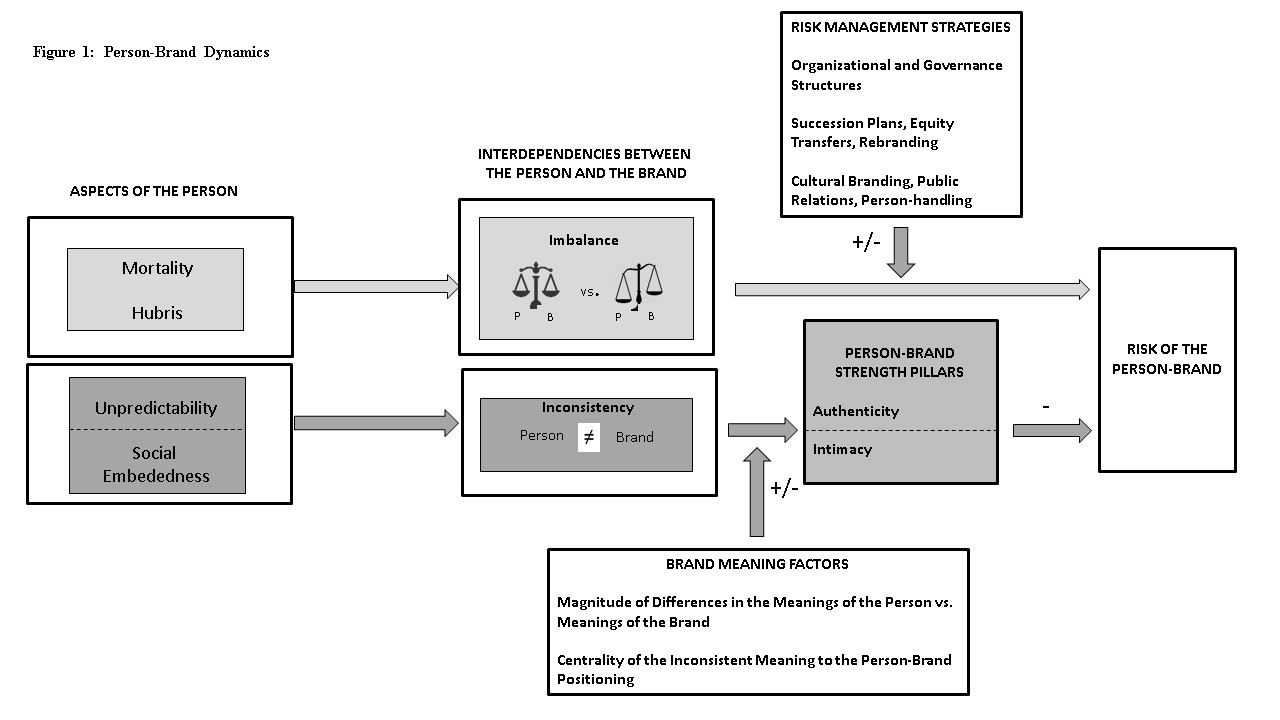 Figure 1: Person-Brand Dynamics
RISK MANAGEMENT STRATEGIES
Organizational and Governance
Structures
Succession Plans, Equity
Transfers, Rebranding
Cultural Branding, Public
Relations, Person-handling
+/-
ASPECTS OF THE PERSON
Mortality
Hubris
Unpredictability
Social
Embededness
INTERDEPENDENCIES BETWEEN
THE PERSON AND THE BRAND
Imbalance
vs.
P B P B
Inconsistency
Person ≠ Brand
PERSON-BRAND
STRENGTH PILLARS
Authenticity
Intimacy
-
RISK OF THE
PERSON-BRAND
+/-
BRAND MEANING FACTORS
Magnitude of Differences in the Meanings of the Person vs.
Meanings of the Brand
Centrality of the Inconsistent Meaning to the Person-Brand
Positioning